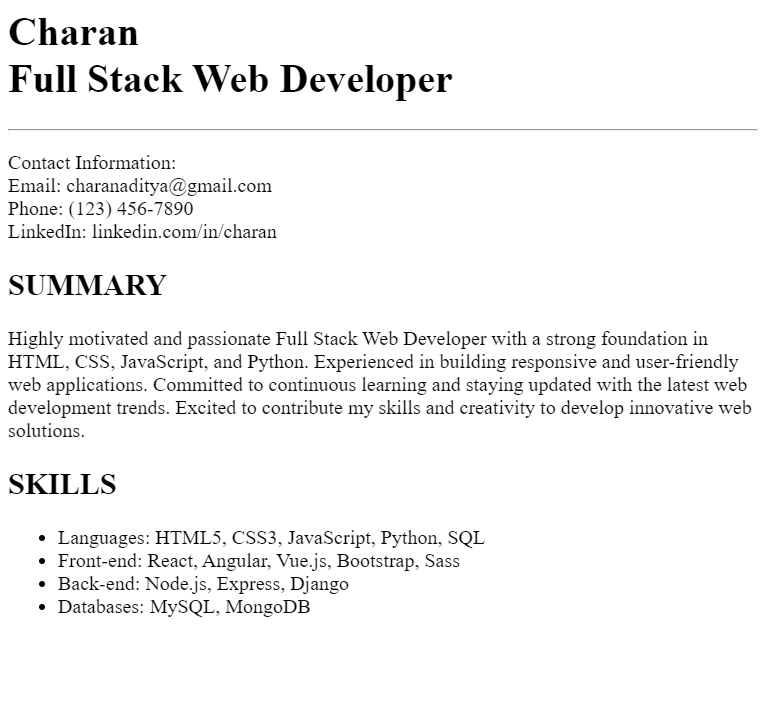 Charan
Full Stack Web Developer
Contact Information:
Email: charanaditya@gmail.com
Phone: (123) 456-7890
LinkedIn: linkedin.com/in/charan
SUMMARY
Highly motivated and passionate Full Stack Web Developer with a strong foundation in
HTML, CSS, JavaScript, and Python. Experienced in building responsive and user-friendly
web applications. Committed to continuous learning and staying updated with the latest web
development trends. Excited to contribute my skills and creativity to develop innovative web
solutions.
SKILLS
• Languages: HTML5, CSS3, JavaScript, Python, SQL
• Front-end: React, Angular, Vue.js, Bootstrap, Sass
• Back-end: Node.js, Express, Django
• Databases: MySQL, MongoDB